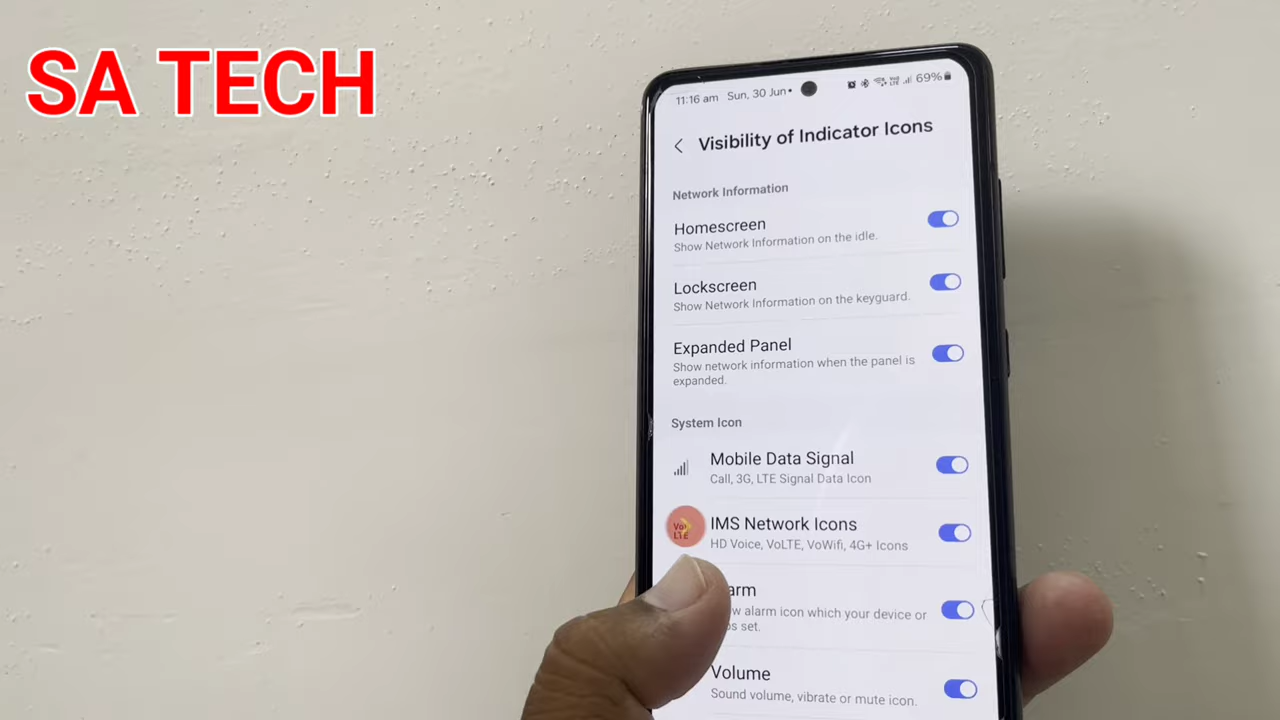 SA TECH
11:16 am Sun, 30 Jun • 69%
Visibility of Indicator Icons
Network Information
Homescreen
Show Network Information on the idle.
Lockscreen
Show Network Information on the keyguard.
Expanded Panel
Show network information when the panel is
expanded.
System Icon
Mobile Data Signal
Call, 3G, LTE Signal Data Icon
IMS Network Icons
HD Voice, VoLTE, VoWifi, 4G+ Icons
arm
alarm icon which your device or
set.
Volume
Sound volume, vibrate or mute icon.